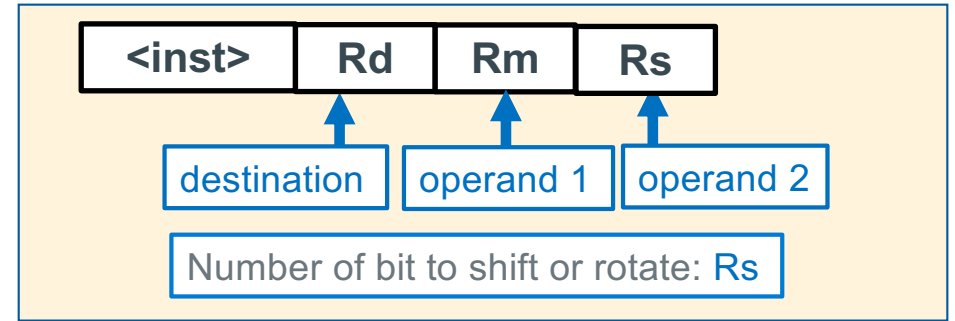 <inst> Rd Rm Rs
destination operand 1 operand 2
Number of bit to shift or rotate: Rs